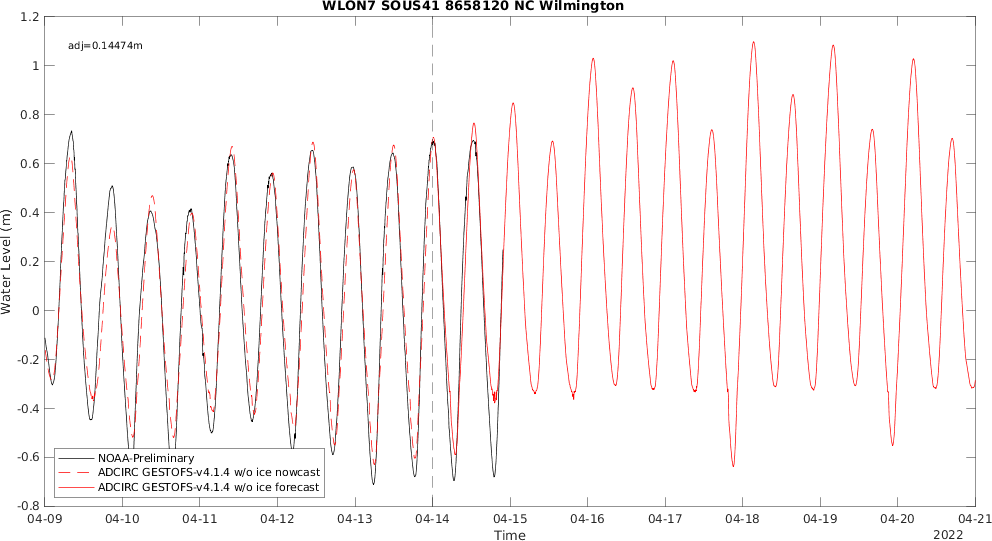 WLON7 SOUS41 8658120 NC Wilmington
adj=0.14474m
1.2
1
0.8
0.6
0.4
0.2
0
-0.2
-0.4
-0.6
-0.8
Water Level (m)
NOAA-Preliminary
ADCIRC GESTOFS-v4.1.4 w/o ice nowcast
ADCIRC GESTOFS-v4.1.4 w/o ice forecast
04-09 04-10 04-11 04-12 04-13 04-14 04-15 04-16 04-17 04-18 04-19 04-20 04-21
Time
2022